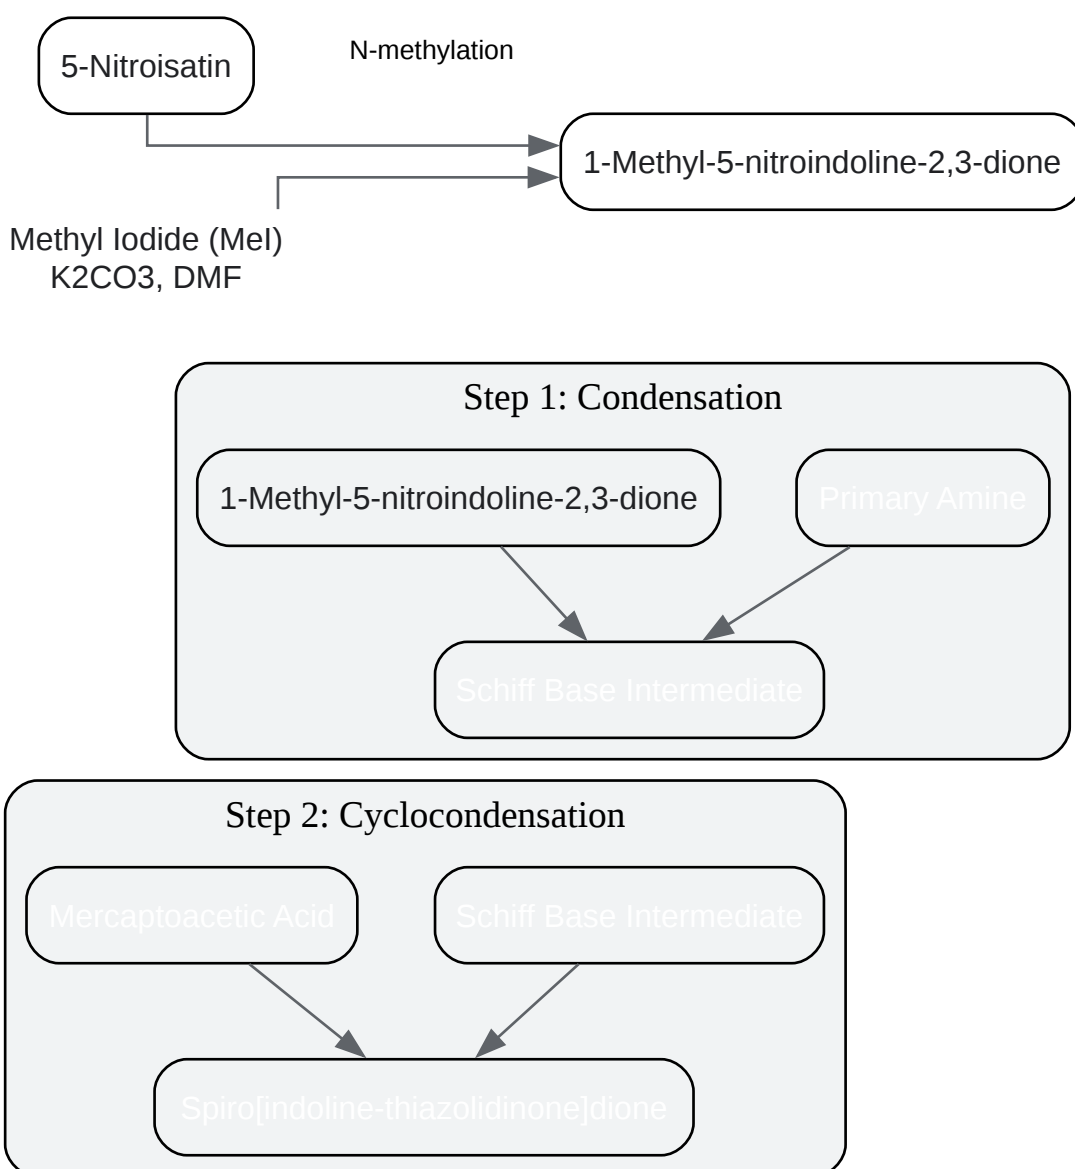 5-Nitroisatin
N-methylation
1-Methyl-5-nitroindoline-2,3-dione
Methyl Iodide (MeI)
K2CO3, DMF
Step 1: Condensation
1-Methyl-5-nitroindoline-2,3-dione
Primary Amine
Schiff Base Intermediate
Step 2: Cyclocondensation
Mercaptoacetic Acid
Schiff Base Intermediate
Spiro[indoline-thiazolidinone]dione